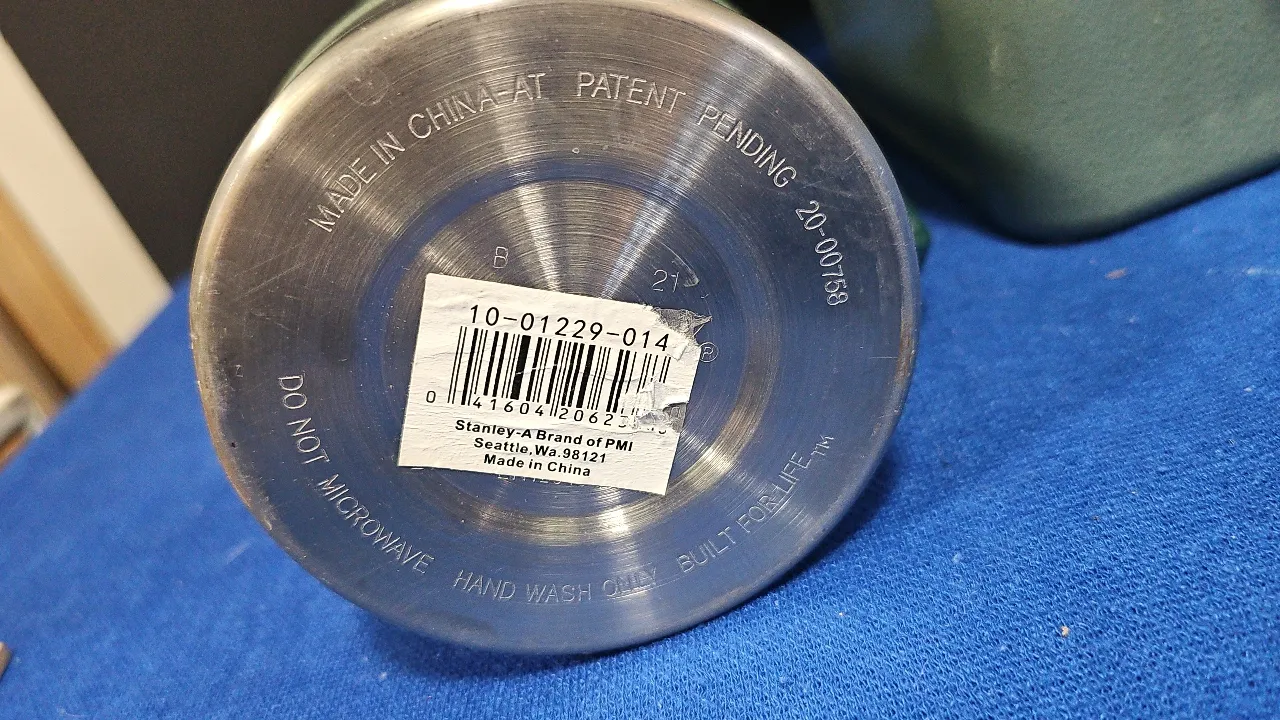 MADE IN CHINA-AT PATENT PENDING 20-00758
B 21
10-01229-014
®
0 41604 2062
Stanley-A Brand of PMI
Seattle,Wa.98121
Made in China
DO NOT MICROWAVE HAND WASH ONLY BUILT FOR LIFE.™